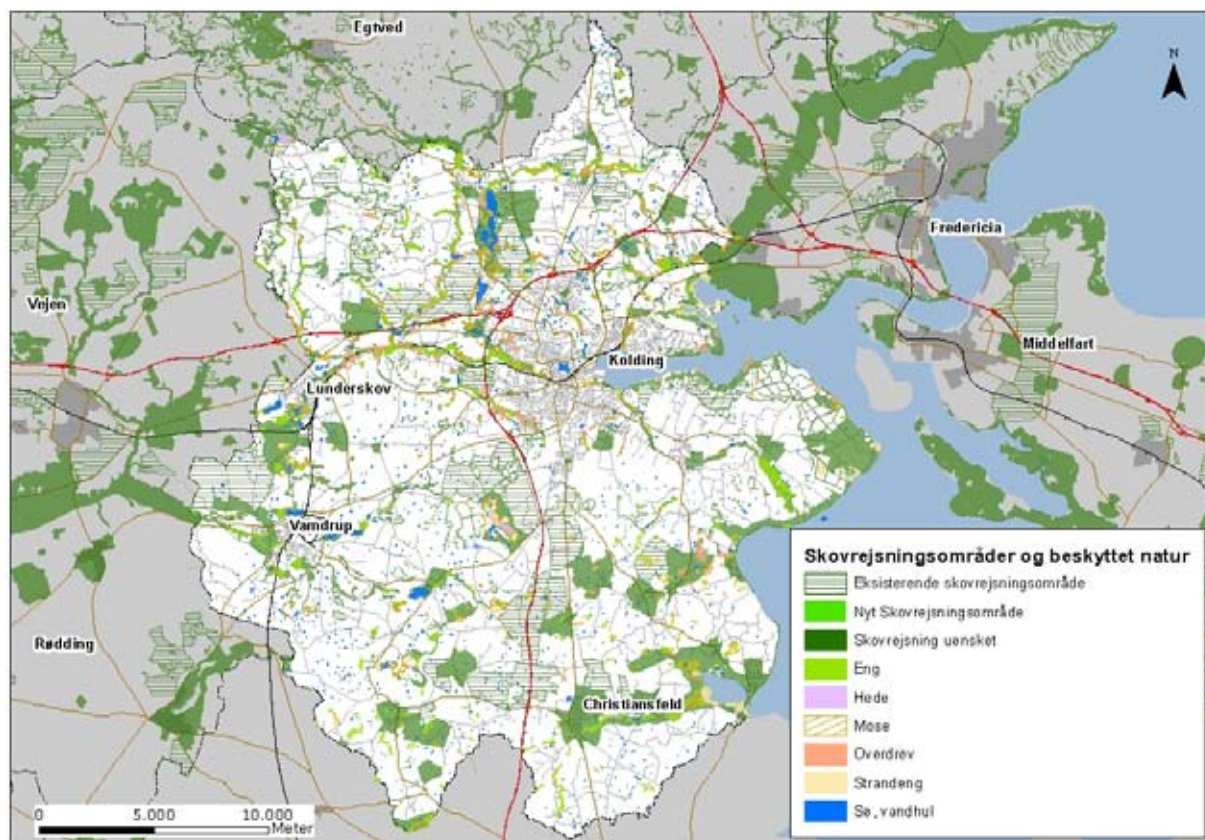 Egtved
N
Fredericia
Vejen
Middelfart
Kolding
Lunderskov
Vamdrup
Rødding
Christiansfeld
Skovrejsningsområder og beskyttet natur
Eksisterende skovrejsningsområde
Nyt Skovrejsningsområde
Skovrejsning uønsket
Eng
Hede
Mose
Overdrev
Strandeng
Sø, vandhul
0 5.000 10.000
Meter